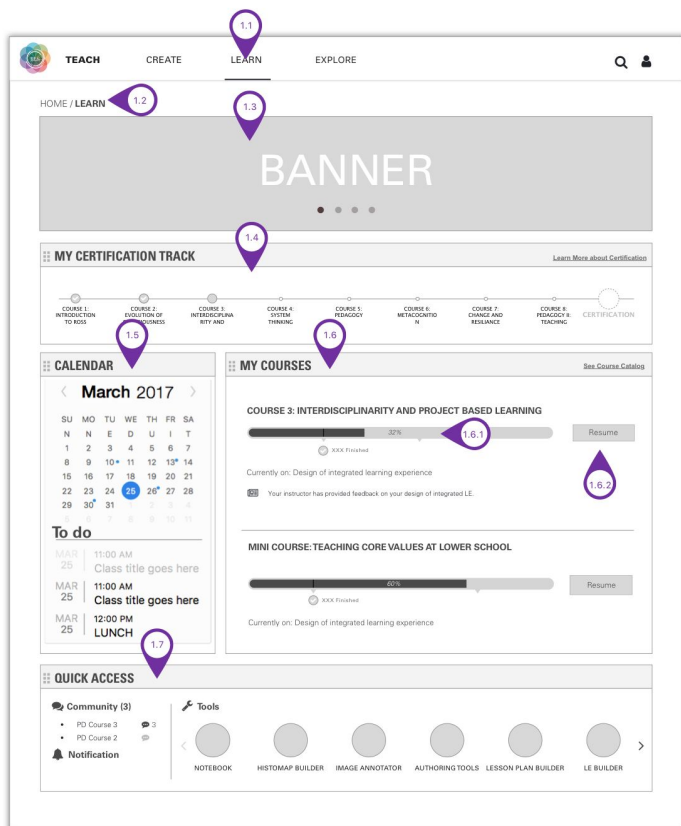 1.1
TEACH CREATE LEARN EXPLORE
HOME / LEARN
1.2
1.3
BANNER
1.4
MY CERTIFICATION TRACK
Learn More about Certification
COURSE 1:
INTRODUCTION
TO ROSS
COURSE 2:
EVOLUTION OF
COURSE 3:
INTERDISCIPLINA
RITY AND
COURSE 4:
SYSTEM
THINKING
COURSE 5:
PEDAGOGY
COURSE 6:
METACOGNITIO
N
COURSE 7:
CHANGE AND
RESILIANCE
COURSE 8:
PEDAGOGY II:
TEACHING
CERTIFICATION
1.5
CALENDAR
March 2017
SU MO TU WE TH FR SA
N N E D U I T
1 2 3 4 5 6 7
8 9 10 11 12 13 14
15 16 17 18 19 20 21
22 23 24 25 26 27 28
29 30 31 1 2 3 4
5 6 7 8 9 10 11
To do
MAR 25 11:00 AM
Class title goes here
MAR 25 11:00 AM
Class title goes here
MAR 25 12:00 PM
LUNCH
1.6
MY COURSES
See Course Catalog
COURSE 3: INTERDISCIPLINARITY AND PROJECT BASED LEARNING
32%
1.6.1
Resume
XXX Finished
Currently on: Design of integrated learning experience
1.6.2
Your instructor has provided feedback on your design of integrated LE.
MINI COURSE: TEACHING CORE VALUES AT LOWER SCHOOL
60%
Resume
XXX Finished
Currently on: Design of integrated learning experience
1.7
QUICK ACCESS
Community (3)
PD Course 3 3
PD Course 2
Notification
Tools
NOTEBOOK
HISTOMAP BUILDER
IMAGE ANNOTATOR
AUTHORING TOOLS
LESSON PLAN BUILDER
LE BUILDER